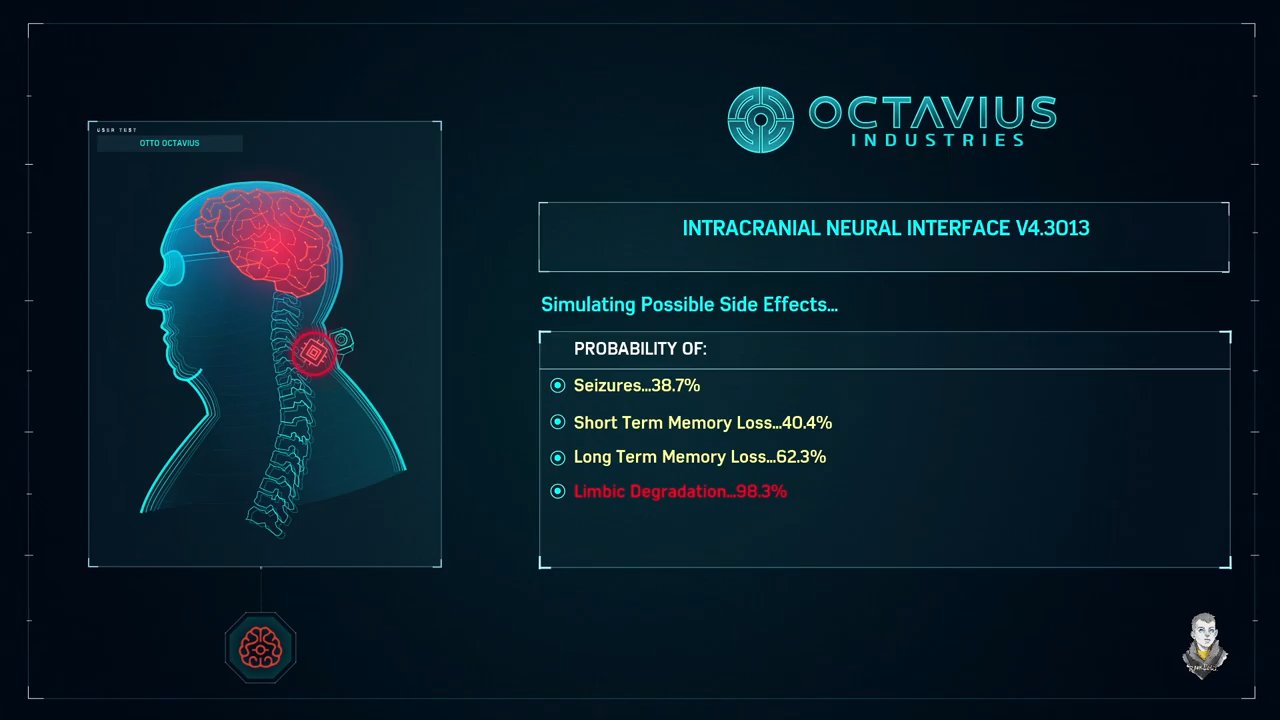 USER TEST
OTTO OCTAVIUS
OCTAVIUS
INDUSTRIES
INTRACRANIAL NEURAL INTERFACE V4.3013
Simulating Possible Side Effects...
PROBABILITY OF:
Seizures...38.7%
Short Term Memory Loss...40.4%
Long Term Memory Loss...62.3%
Limbic Degradation...98.3%